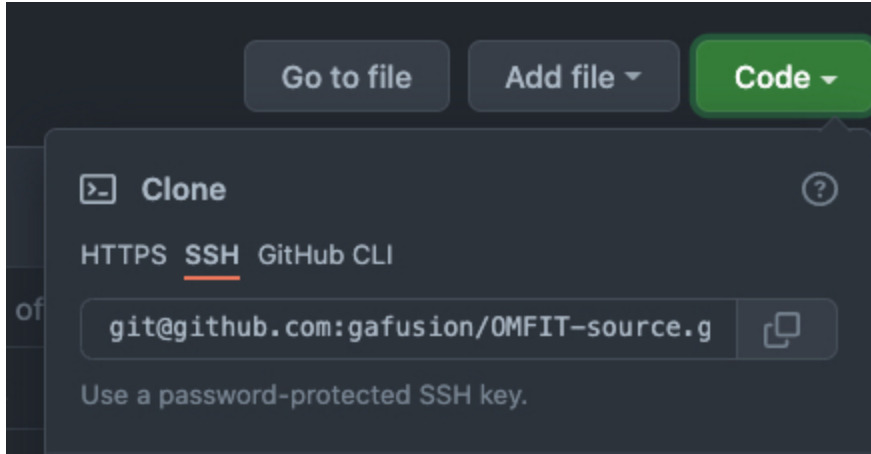 Go to file Add file Code
Clone
HTTPS SSH GitHub CLI
of
git@github.com:gafusion/OMFIT-source.g
Use a password-protected SSH key.